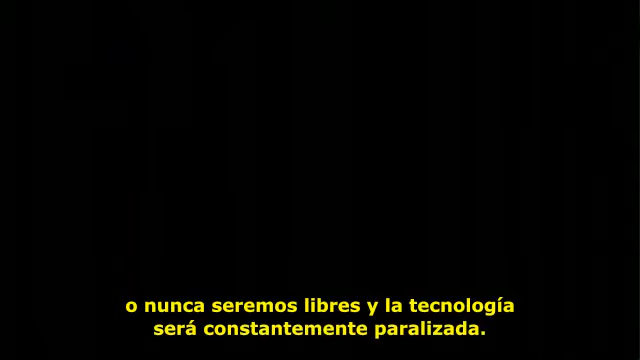 o nunca seremos libres y la tecnología
será constantemente paralizada.